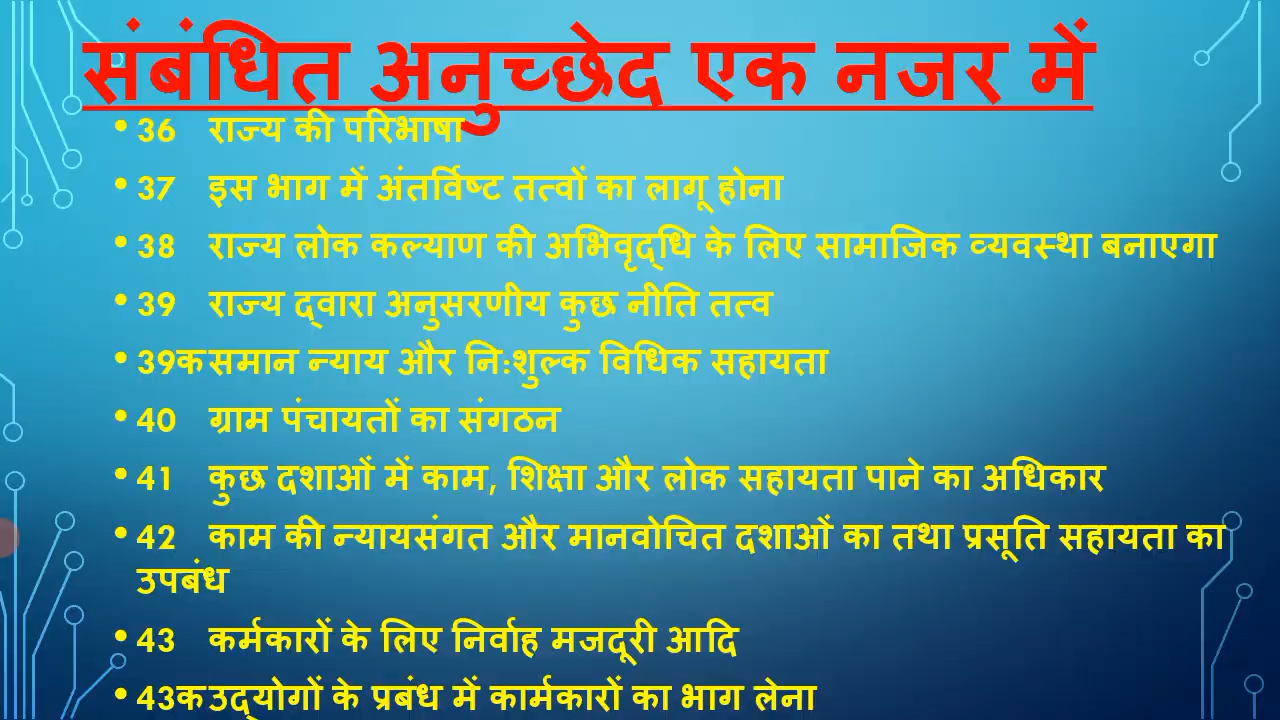 संबंधित अनुच्छेद एक नजर में
• 36 राज्य की परिभाषा
• 37 इस भाग में अंतर्विष्ट तत्वों का लागू होना
• 38 राज्य लोक कल्याण की अभिवृद्धि के लिए सामाजिक व्यवस्था बनाएगा
• 39 राज्य द्वारा अनुसरणीय कुछ नीति तत्व
• 39क समान न्याय और नि:शुल्क विधिक सहायता
• 40 ग्राम पंचायतों का संगठन
• 41 कुछ दशाओं में काम, शिक्षा और लोक सहायता पाने का अधिकार
• 42 काम की न्यायसंगत और मानवोचित दशाओं का तथा प्रसूति सहायता का
उपबंध
• 43 कर्मकारों के लिए निर्वाह मजदूरी आदि
• 43क उद्योगों के प्रबंध में कार्मकारों का भाग लेना